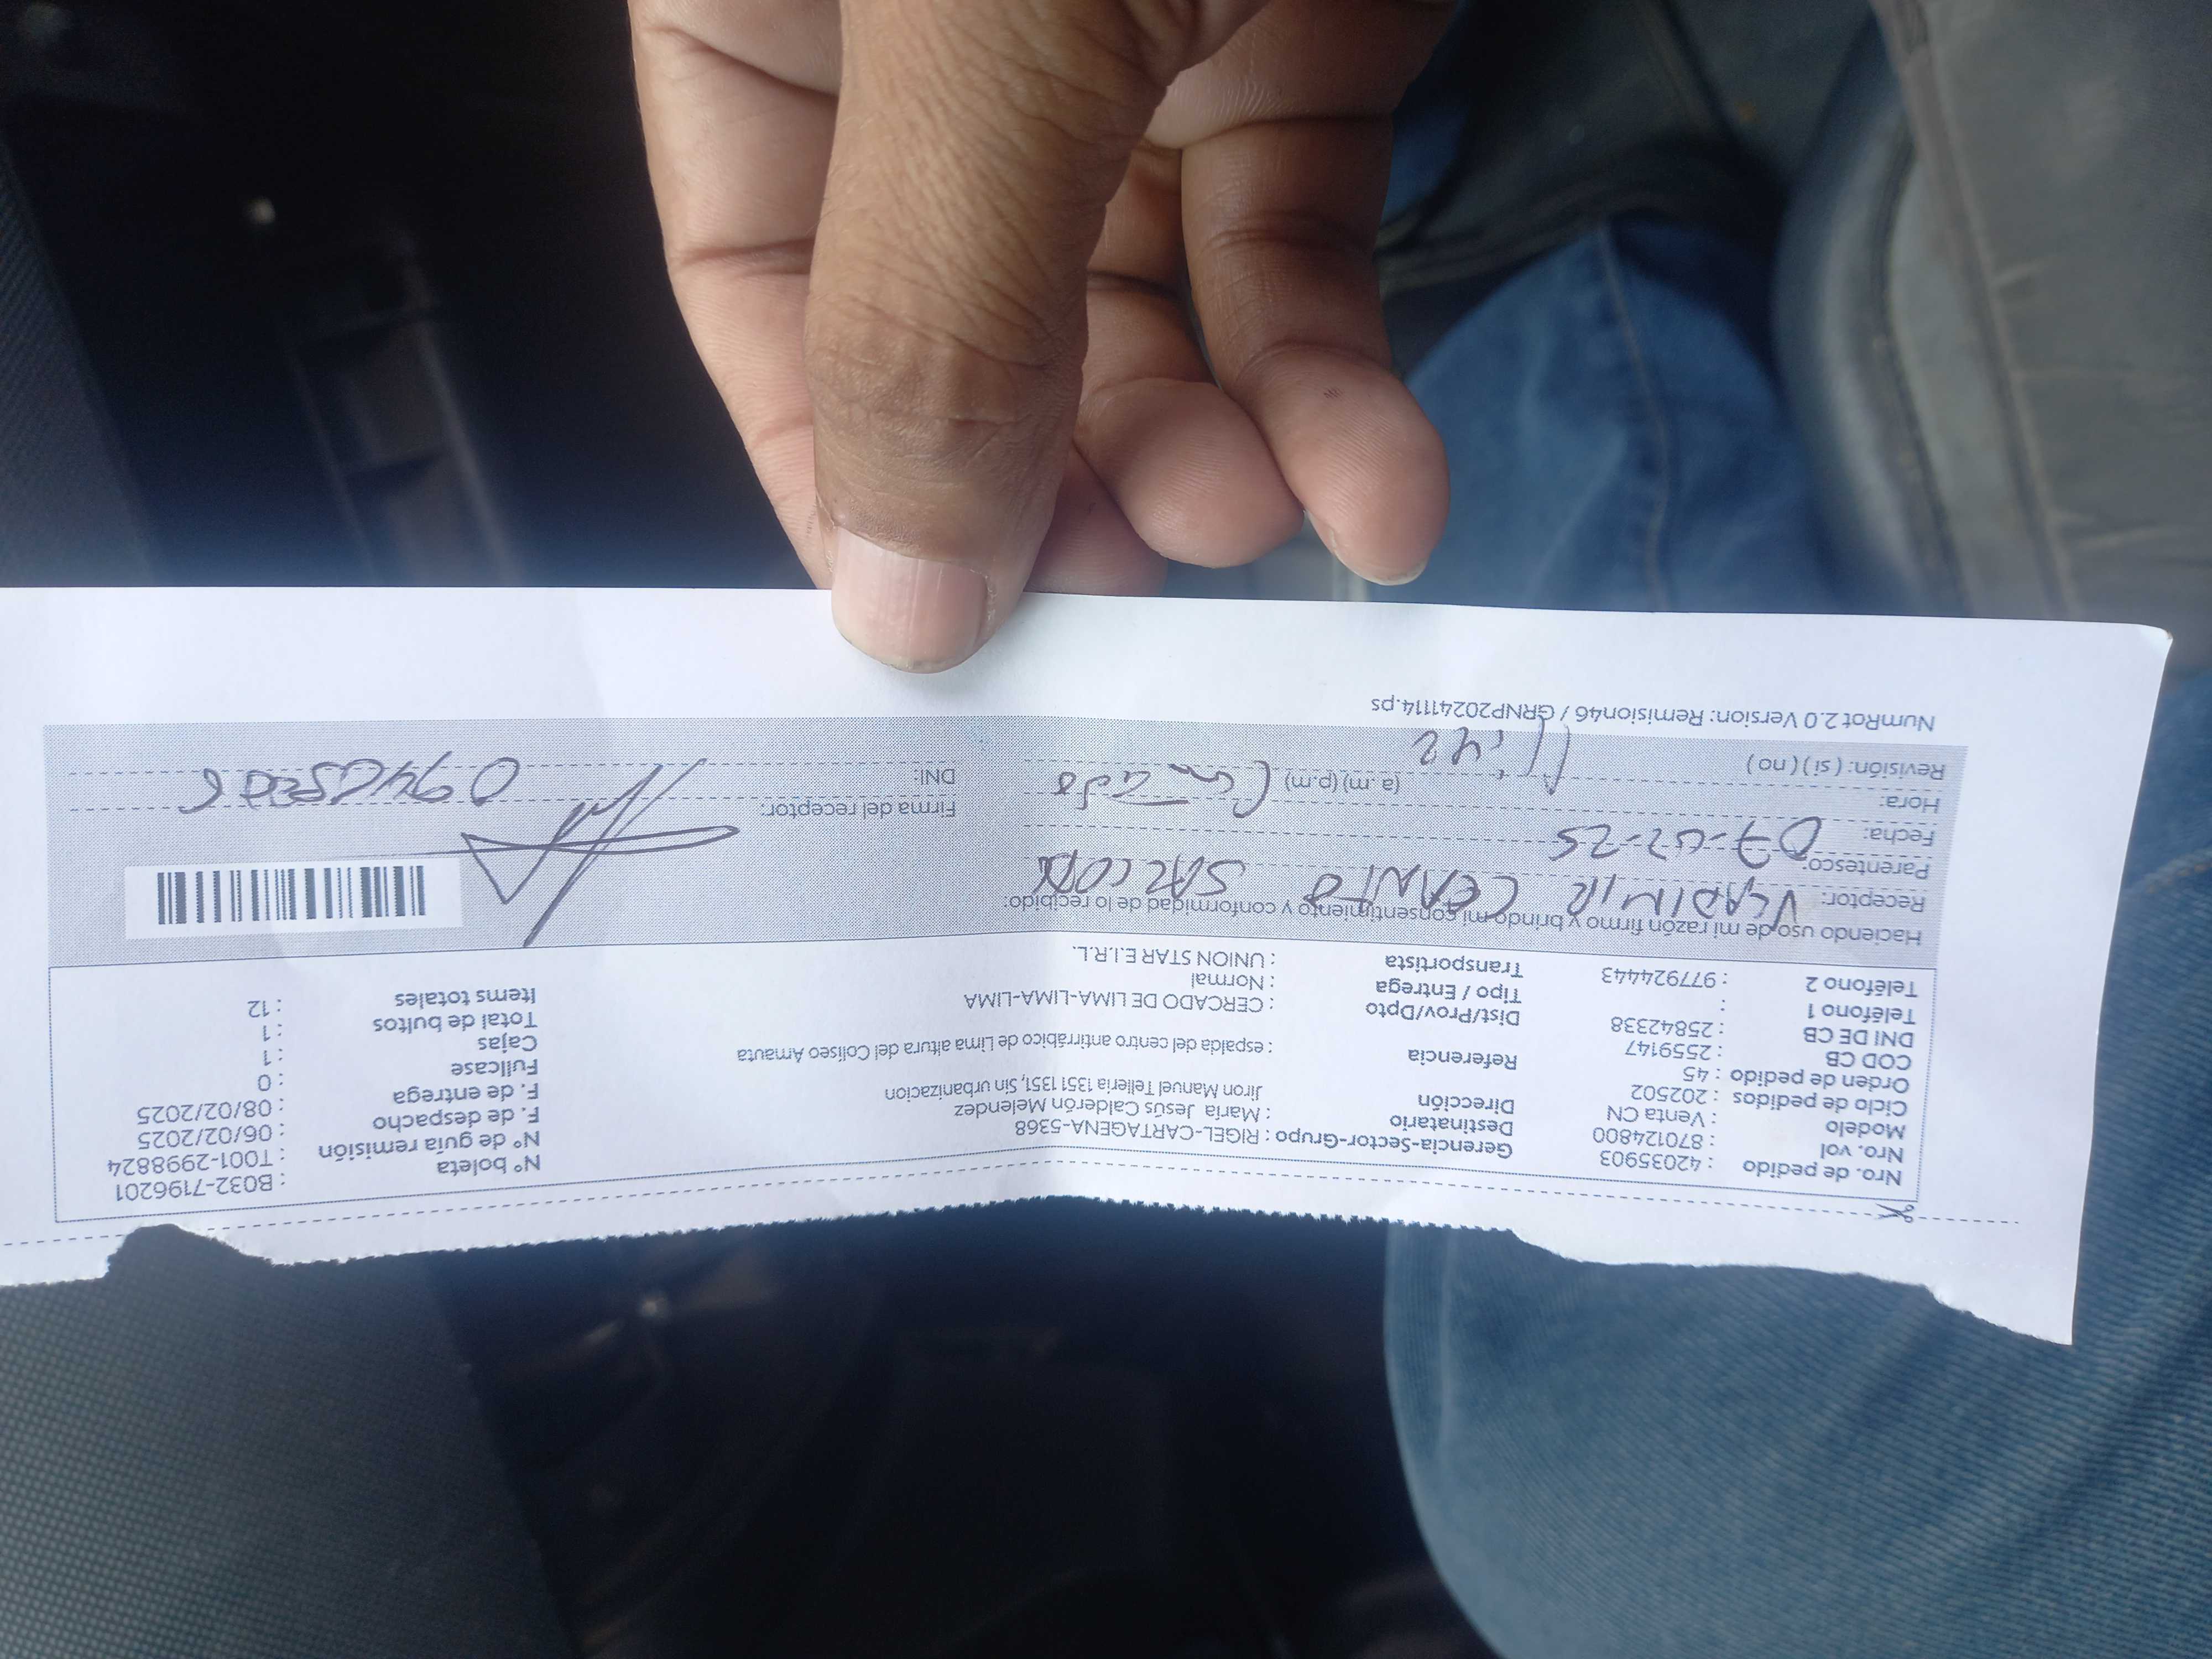 Nro. de pedido : 42035903 Gerencia-Sector-Grupo : RIGEL-CARTAGENA-5368 N° boleta : B032-7196201
Nro. vol : 870124800 Destinatario : Maria Jesús Calderón Melendez N° de guía remisión : T001-2998824
Modelo : Venta CN Dirección Jiron Manuel Telleria 1351 1351, Sin urbanizacion F. de despacho : 06/02/2025
Ciclo de pedidos : 202502 F. de entrega : 08/02/2025
Orden de pedido : 45 Referencia : espalda del centro antirrábico de Lima altura del Coliseo Amauta Fullcase : 0
COD CB : 2559147 Cajas : 1
DNI DE CB : 25842338 Dist/Prov/Dpto : CERCADO DE LIMA-LIMA-LIMA Total de bultos : 1
Teléfono 1 : Tipo / Entrega : Normal Items totales : 12
Teléfono 2 : 977924443 Transportista : UNION STAR E.I.R.L.
Haciendo uso de mi razón firmo y brindo mi consentimiento y conformidad de lo recibido:
Receptor: VLADIMIR
Parentesco:
Fecha: 07-02-25 Firma del receptor:
Hora: (a.m) (p.m) DNI:
Revisión: ( si ) ( no ) 11:42
NumRot 2.0 Version: Remision46 / GRNP20241114.ps